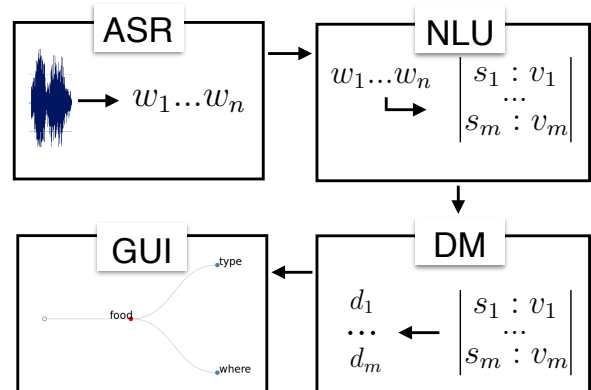 ASR
w₁...wₙ
NLU
w₁...wₙ
s₁ : v₁
...
sₘ : vₘ
GUI
type
food
where
DM
d₁
...
dₘ
s₁ : v₁
...
sₘ : vₘ